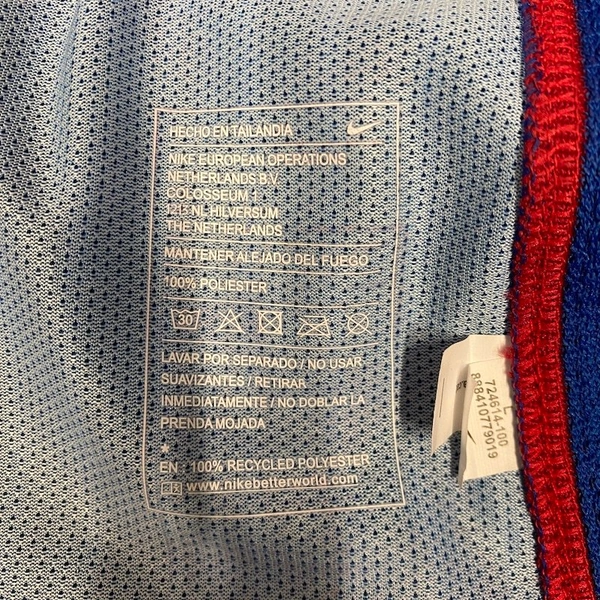 HECHO EN TAILANDIA
NIKE EUROPEAN OPERATIONS
NETHERLANDS B.V.
COLOSSEUM 1
1213 NL HILVERSUM
THE NETHERLANDS
MANTENER ALEJADO DEL FUEGO
100% POLIESTER
30
LAVAR POR SEPARADO / NO USAR
SUAVIZANTES / RETIRAR
INMEDIATAMENTE / NO DOBLAR LA
PRENDA MOJADA
*
EN : 100% RECYCLED POLYESTER
www.nikebetterworld.com
L
724614-100
888410779019